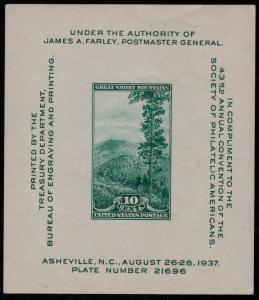 UNDER THE AUTHORITY OF
JAMES A. FARLEY, POSTMASTER GENERAL.
PRINTED BY THE
TREASURY DEPARTMENT,
BUREAU OF ENGRAVING AND PRINTING.
GREAT SMOKY MOUNTAINS
10
CENTS
UNITED STATES POSTAGE
IN COMPLIMENT TO THE
43RD ANNUAL CONVENTION OF THE
SOCIETY OF PHILATELIC AMERICANS.
ASHEVILLE, N.C., AUGUST 26-28, 1937.
PLATE NUMBER 21696